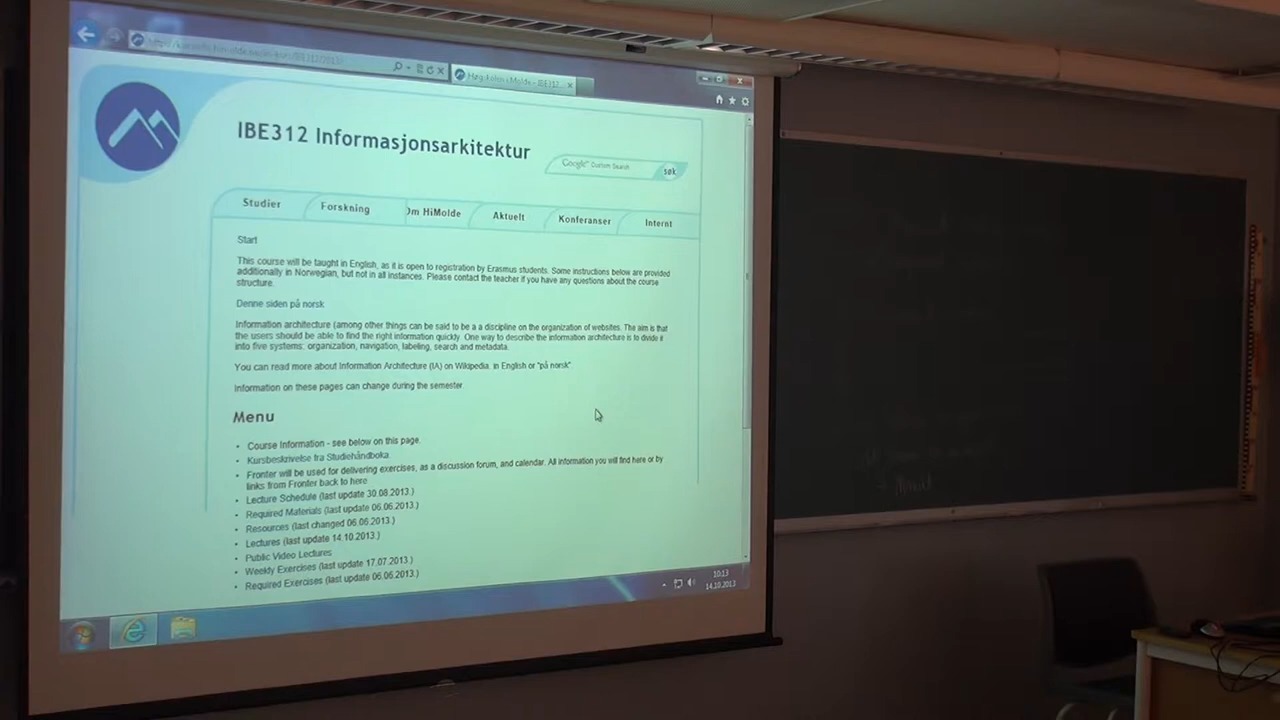 Høgskolen i Molde - IBE312...
IBE312 Informasjonsarkitektur
Google™ Custom Search
søk
Studier Forskning Om HiMolde Aktuelt Konferanser Internt
Start
This course will be taught in English, as it is open to registration by Erasmus students. Some instructions below are provided
additionally in Norwegian, but not in all instances. Please contact the teacher if you have any questions about the course
structure.
Denne siden på norsk
Information architecture (among other things can be said to be a a discipline on the organization of websites. The aim is that
the users should be able to find the right information quickly. One way to describe the information architecture is to divide it
into five systems: organization, navigation, labeling, search and metadata.
You can read more about Information Architecture (IA) on Wikipedia. in English or "på norsk".
Information on these pages can change during the semester.
Menu
• Course Information - see below on this page.
• Kursbeskrivelse fra Studiehåndboka.
• Fronter will be used for delivering exercises, as a discussion forum, and calendar. All information you will find here or by
links from Fronter back to here
• Lecture Schedule (last update 30.08.2013.)
• Required Materials (last update 06.06.2013.)
• Resources (last changed 06.06.2013.)
• Lectures (last update 14.10.2013.)
• Public Video Lectures
• Weekly Exercises (last update 17.07.2013.)
• Required Exercises (last update 06.06.2013.)
10:13
14.10.2013